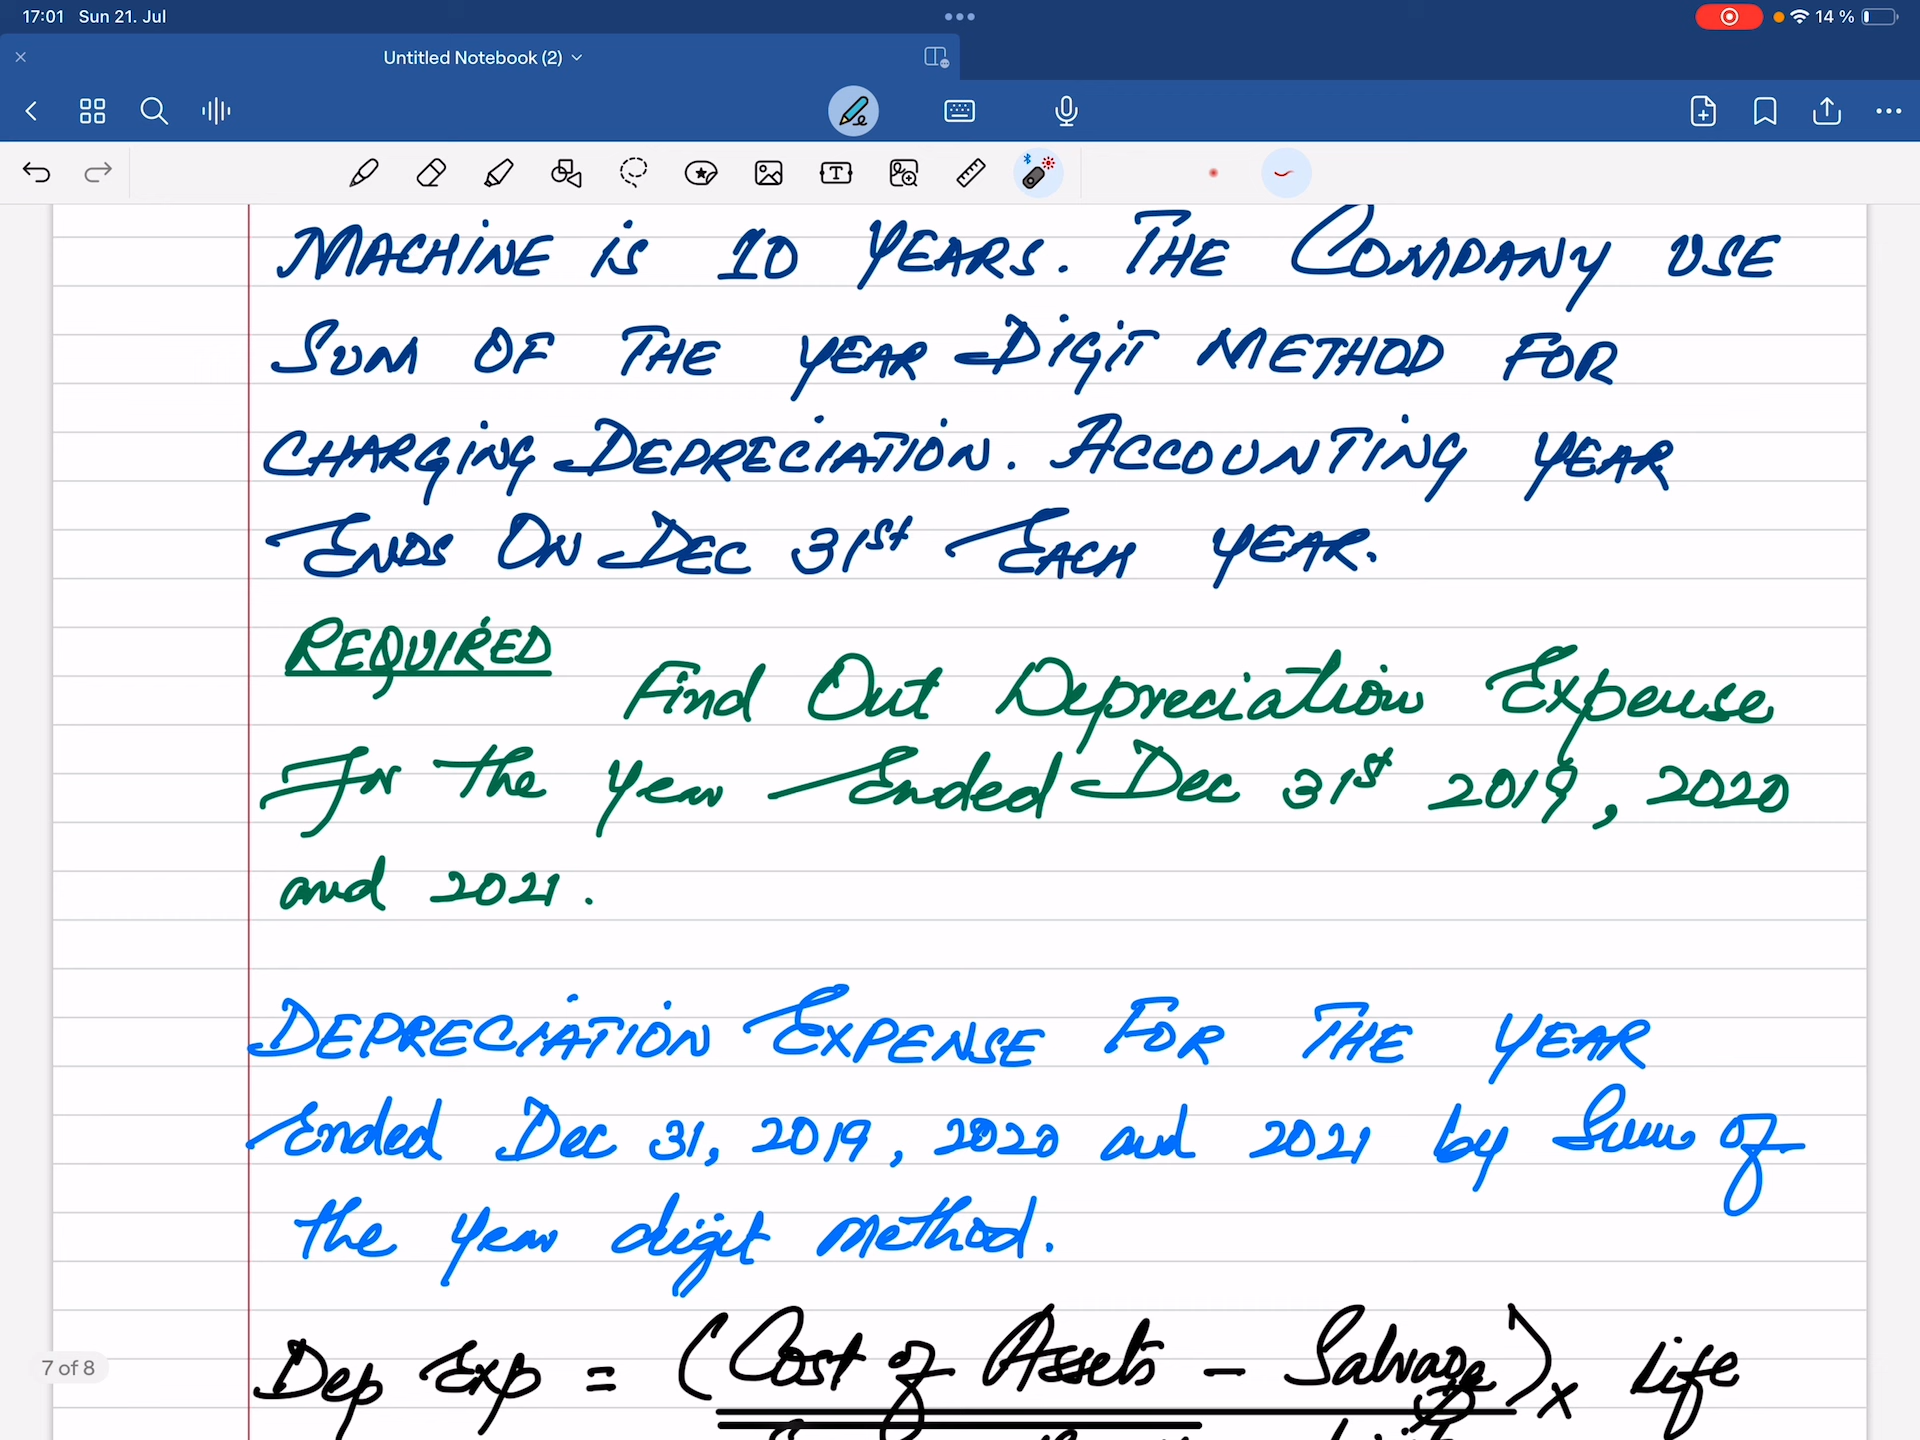 17:01 Sun 21. Jul
14 %
Untitled Notebook (2)
MACHINE IS 10 YEARS. THE COMPANY USE
SUM OF THE YEAR DIGIT METHOD FOR
CHARGING DEPRECIATION. ACCOUNTING YEAR
ENDS ON DEC 31st EACH YEAR.
REQUIRED
Find Out Depreciation Expense
For the year Ended Dec 31st 2019, 2020
and 2021.
DEPRECIATION EXPENSE FOR THE YEAR
Ended Dec 31, 2019, 2020 and 2021 by Sum of
the year digit method.
Dep Exp = (Cost of Assets - Salvage) x Life
7 of 8